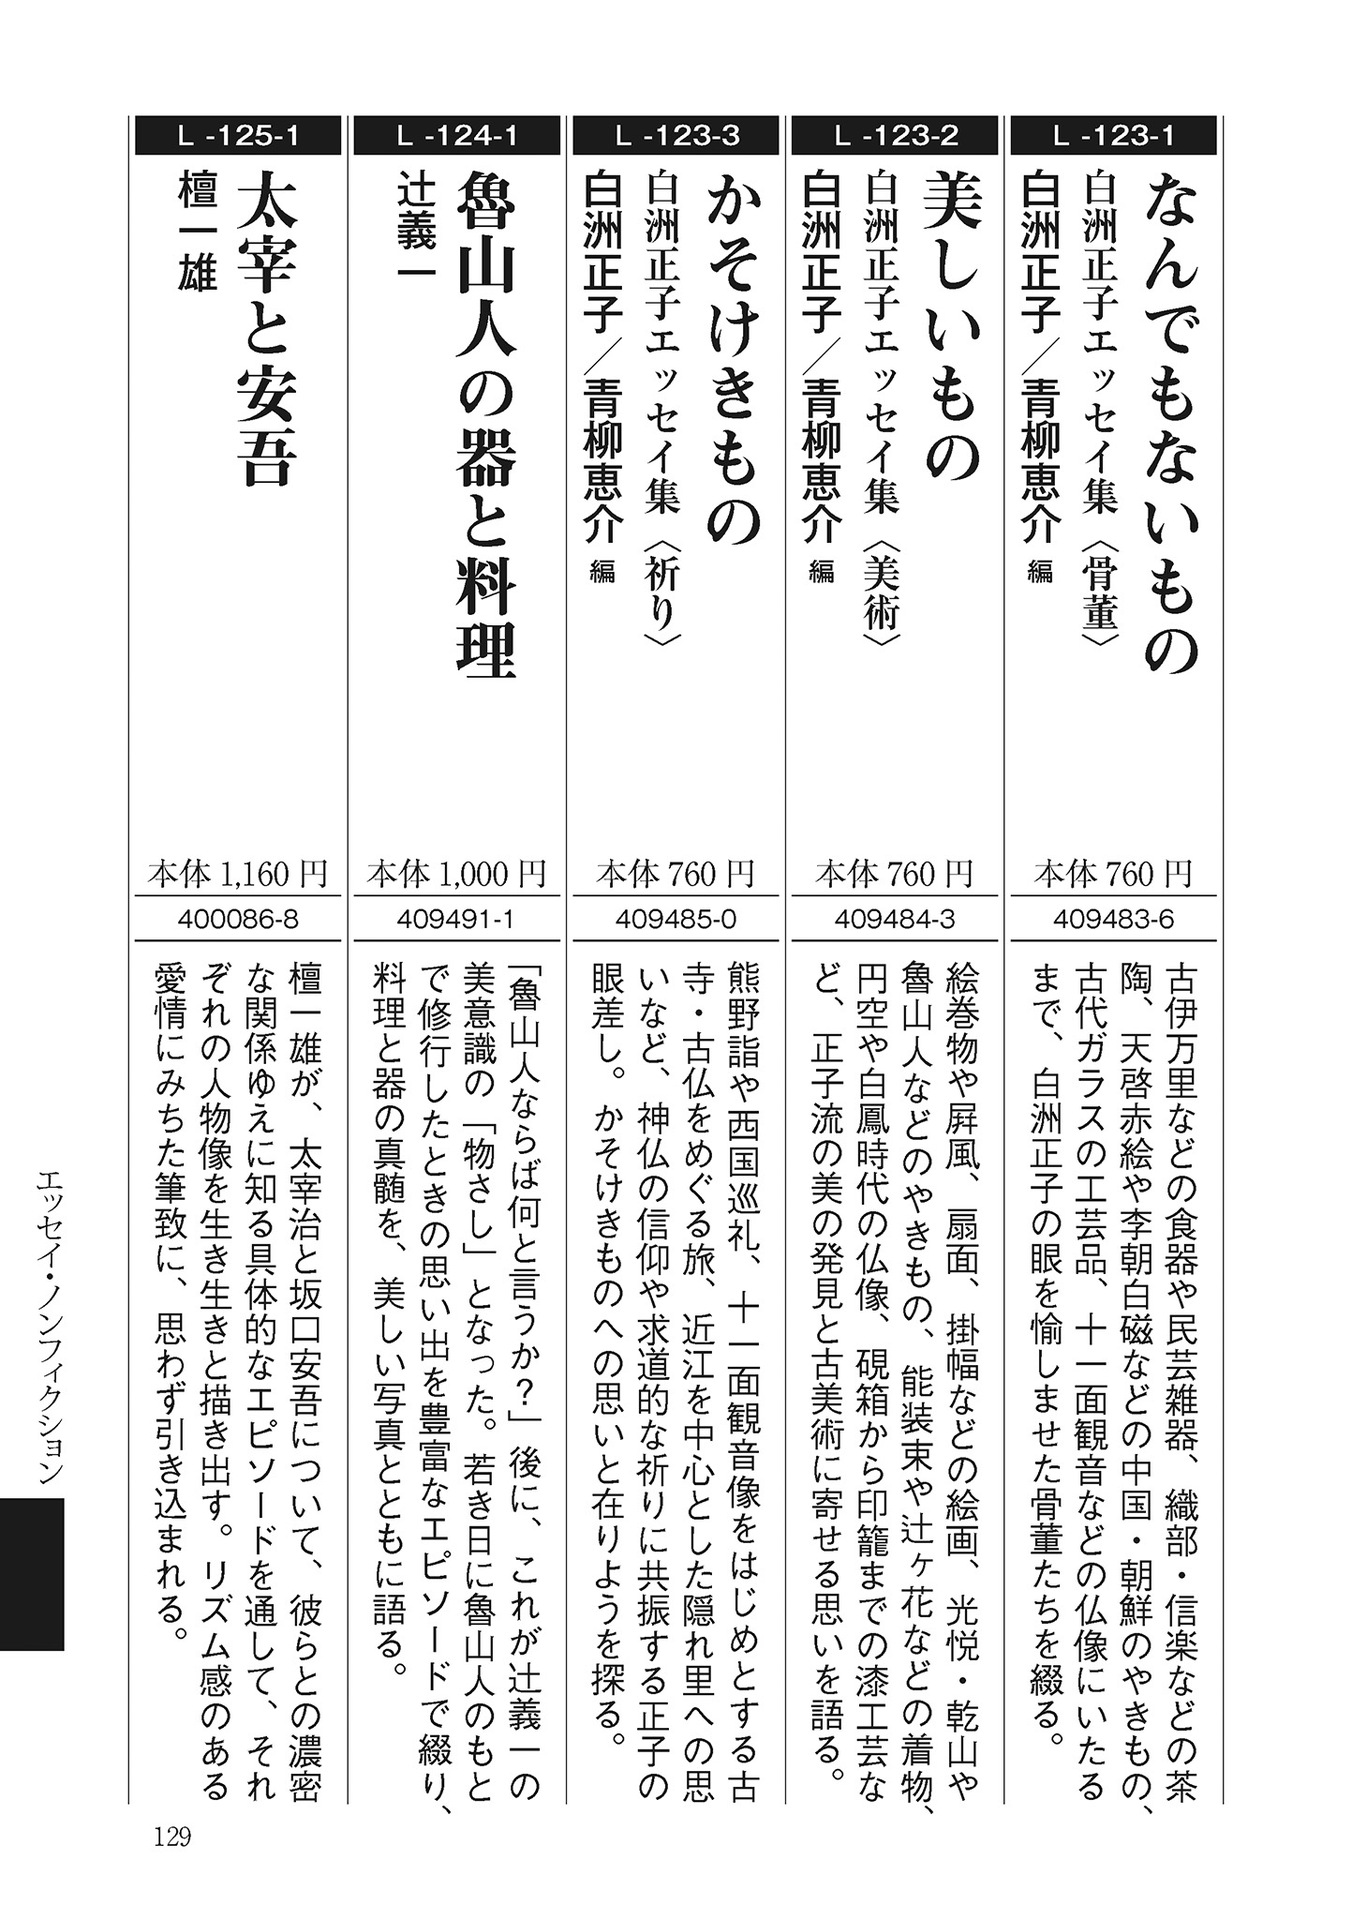 L-123-1
なんでもないもの
白洲正子エッセイ集〈骨董〉
白洲正子／青柳恵介 編
本体 760 円
409483-6
古伊万里などの食器や民芸雑器、織部・信楽などの茶
陶、天啓赤絵や李朝白磁などの中国・朝鮮のやきもの、
古代ガラスの工芸品、十一面観音などの仏像にいたる
まで、白洲正子の眼を愉しませた骨董たちを綴る。
L-123-2
美しいもの
白洲正子エッセイ集〈美術〉
白洲正子／青柳恵介 編
本体 760 円
409484-3
絵巻物や屛風、扇面、掛幅などの絵画、光悦・乾山や
魯山人などのやきもの、能装束や辻ヶ花などの着物、
円空や白鳳時代の仏像、硯箱から印籠までの漆工芸な
ど、正子流の美の発見と古美術に寄せる思いを語る。
L-123-3
かそけきもの
白洲正子エッセイ集〈祈り〉
白洲正子／青柳恵介 編
本体 760 円
409485-0
熊野詣や西国巡礼、十一面観音像をはじめとする古
寺・古仏をめぐる旅、近江を中心とした隠れ里への思
いなど、神仏の信仰や求道的な祈りに共振する正子の
眼差し。かそけきものへの思いと在りようを探る。
L-124-1
魯山人の器と料理
辻義一
本体 1,000 円
409491-1
「魯山人ならば何と言うか？」後に、これが辻義一の
美意識の「物さし」となった。若き日に魯山人のもと
で修行したときの思い出を豊富なエピソードで綴り、
料理と器の真髄を、美しい写真とともに語る。
L-125-1
太宰と安吾
檀一雄
本体 1,160 円
400086-8
檀一雄が、太宰治と坂口安吾について、彼らとの濃密
な関係ゆえに知る具体的なエピソードを通して、それ
ぞれの人物像を生き生きと描き出す。リズム感のある
愛情にみちた筆致に、思わず引き込まれる。
エッセイ・ノンフィクション
129